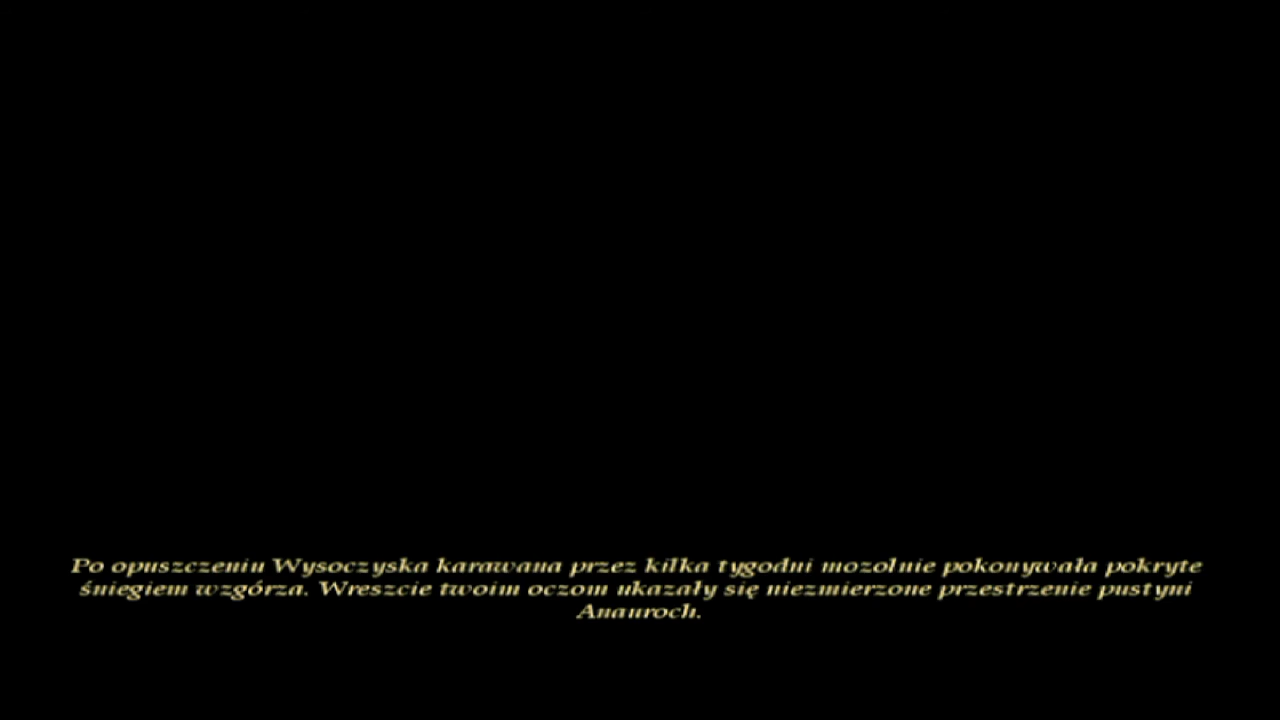 Po opuszczeniu Wysoczyska karawana przez kilka tygodni mozolnie pokonywała pokryte
śniegiem wzgórza. Wreszcie twoim oczom ukazały się niezmierzone przestrzenie pustyni
Anauroch.